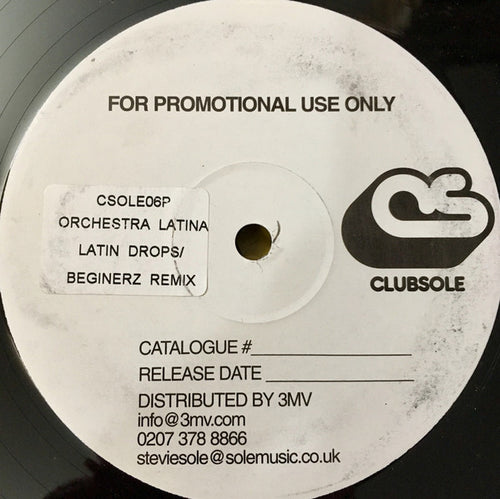 FOR PROMOTIONAL USE ONLY
CS
CLUBSOLE
CSOLE06P
ORCHESTRA LATINA
LATIN DROPS/
BEGINERZ REMIX
CATALOGUE #
RELEASE DATE
DISTRIBUTED BY 3MV
info@3mv.com
0207 378 8866
steviesole@solemusic.co.uk